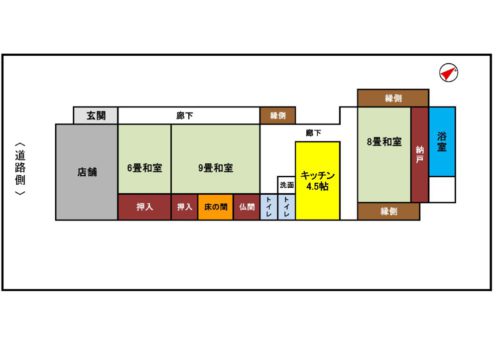 縁側
玄関
廊下
縁側
廊下
浴室
〈道路側〉
店舗
6畳和室
9畳和室
8畳和室
納戸
キッチン
4.5帖
洗面
押入
押入
床の間
仏間
トイレ
トイレ
縁側